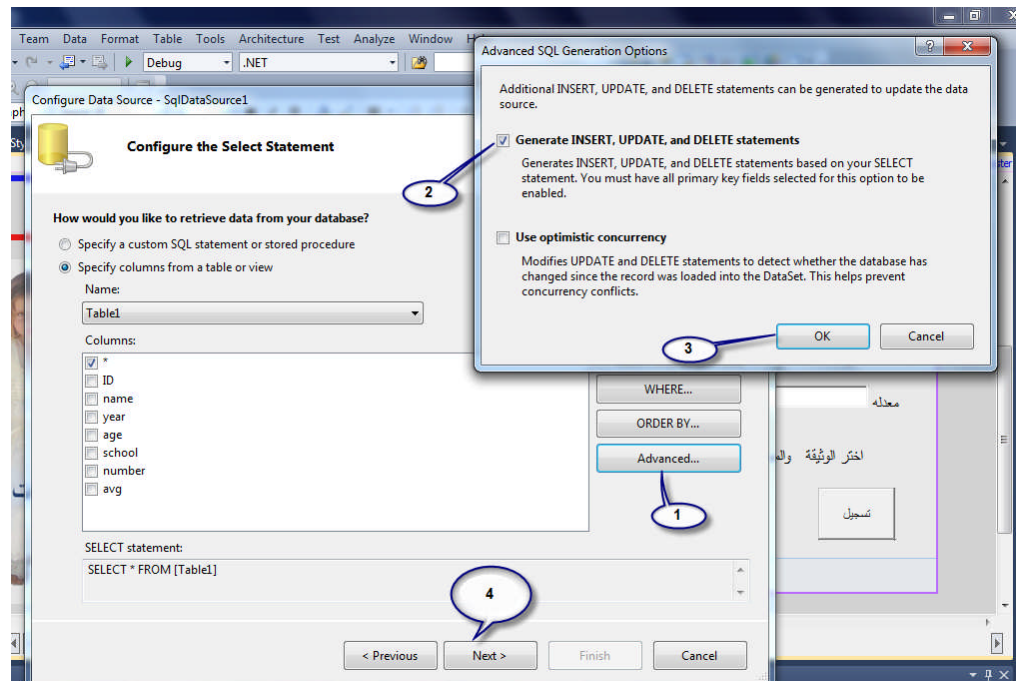 Team Data Format Table Tools Architecture Test Analyze Window
Debug .NET
Configure Data Source - SqlDataSource1
Configure the Select Statement
How would you like to retrieve data from your database?
Specify a custom SQL statement or stored procedure
Specify columns from a table or view
Name:
Table1
Columns:
*
ID
name
year
age
school
number
avg
WHERE...
ORDER BY...
Advanced...
1
SELECT statement:
SELECT * FROM [Table1]
4
< Previous Next > Finish Cancel
Advanced SQL Generation Options
Additional INSERT, UPDATE, and DELETE statements can be generated to update the data
source.
Generate INSERT, UPDATE, and DELETE statements
Generates INSERT, UPDATE, and DELETE statements based on your SELECT
statement. You must have all primary key fields selected for this option to be
enabled.
2
Use optimistic concurrency
Modifies UPDATE and DELETE statements to detect whether the database has
changed since the record was loaded into the DataSet. This helps prevent
concurrency conflicts.
3
OK Cancel
معدله
اختر الوثيقة
تسجيل